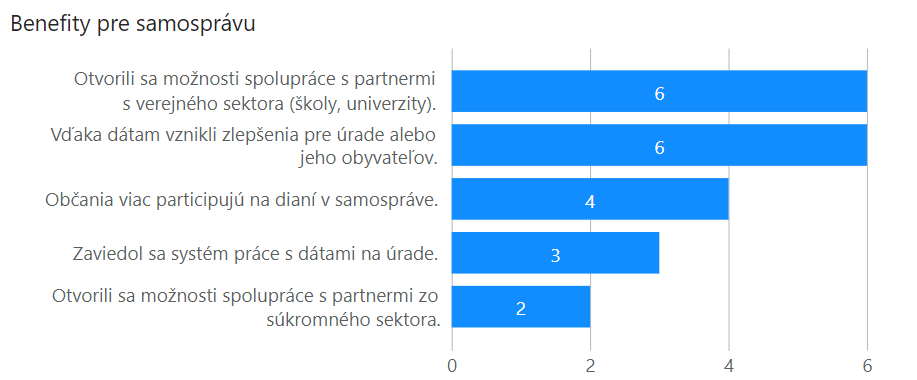 Benefity pre samosprávu
Otvorili sa možnosti spolupráce s partnermi
s verejného sektora (školy, univerzity).
6
Vďaka dátam vznikli zlepšenia pre úrade alebo
jeho obyvateľov.
6
Občania viac participujú na dianí v samospráve.
4
Zaviedol sa systém práce s dátami na úrade.
3
Otvorili sa možnosti spolupráce s partnermi zo
súkromného sektora.
2
0 2 4 6